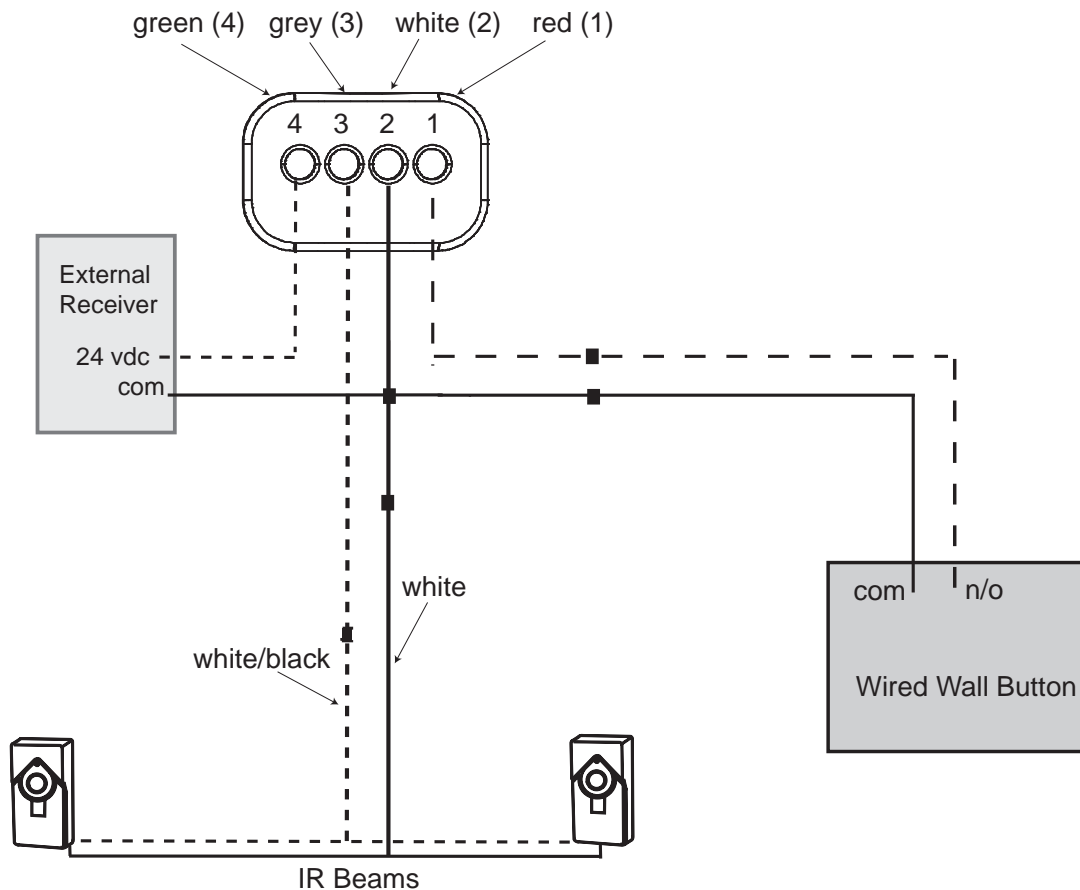 green (4) grey (3) white (2) red (1)
4 3 2 1
External
Receiver
24 vdc
com
white
com n/o
white/black
Wired Wall Button
IR Beams